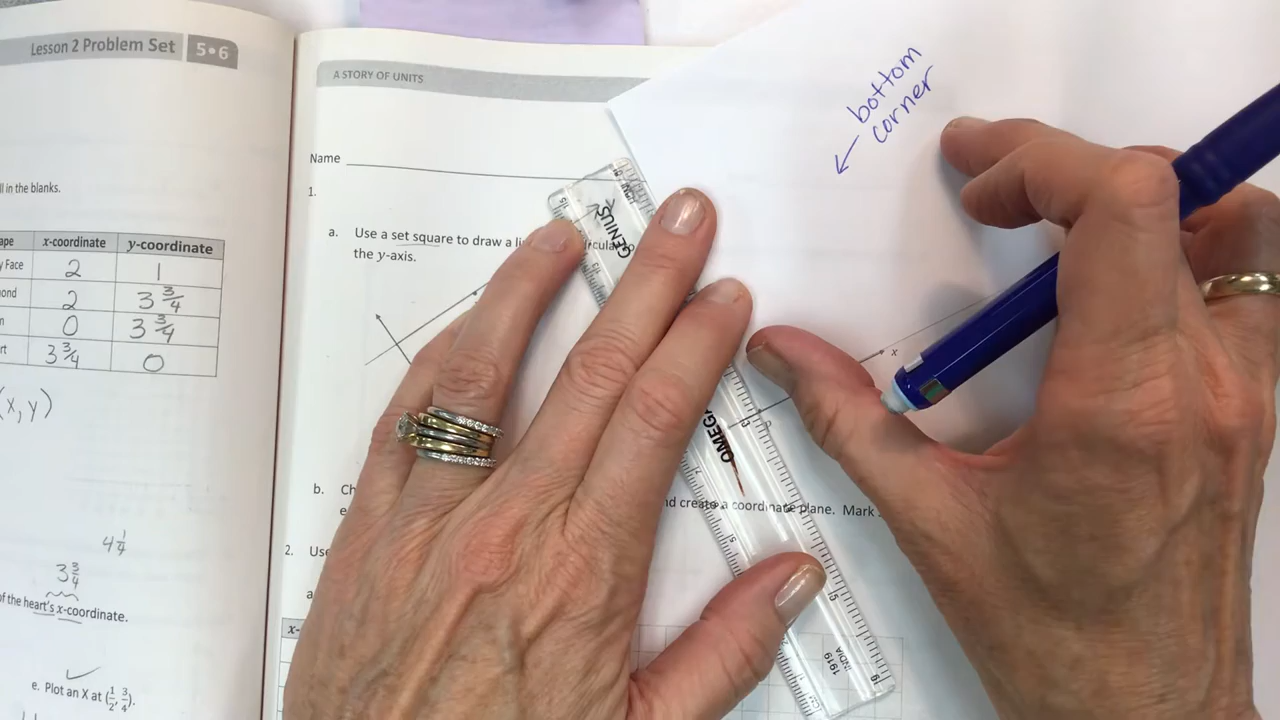 Lesson 2 Problem Set 5•6
ll in the blanks.
ape x-coordinate y-coordinate
y Face 2 1
ond 2 3 3/4
n 0 3 3/4
rt 3 3/4 0
(x, y)
4 1/4
3 3/4
of the heart's x-coordinate.
e. Plot an X at (1/2, 3/4).
A STORY OF UNITS
Name
1.
a. Use a set square to draw a li
the y-axis.
x
b. Ch
nd create a coordinate plane. Mark
2. Use
a
x-
bottom
corner
GENIUS
OMEGA
1919
INDIA